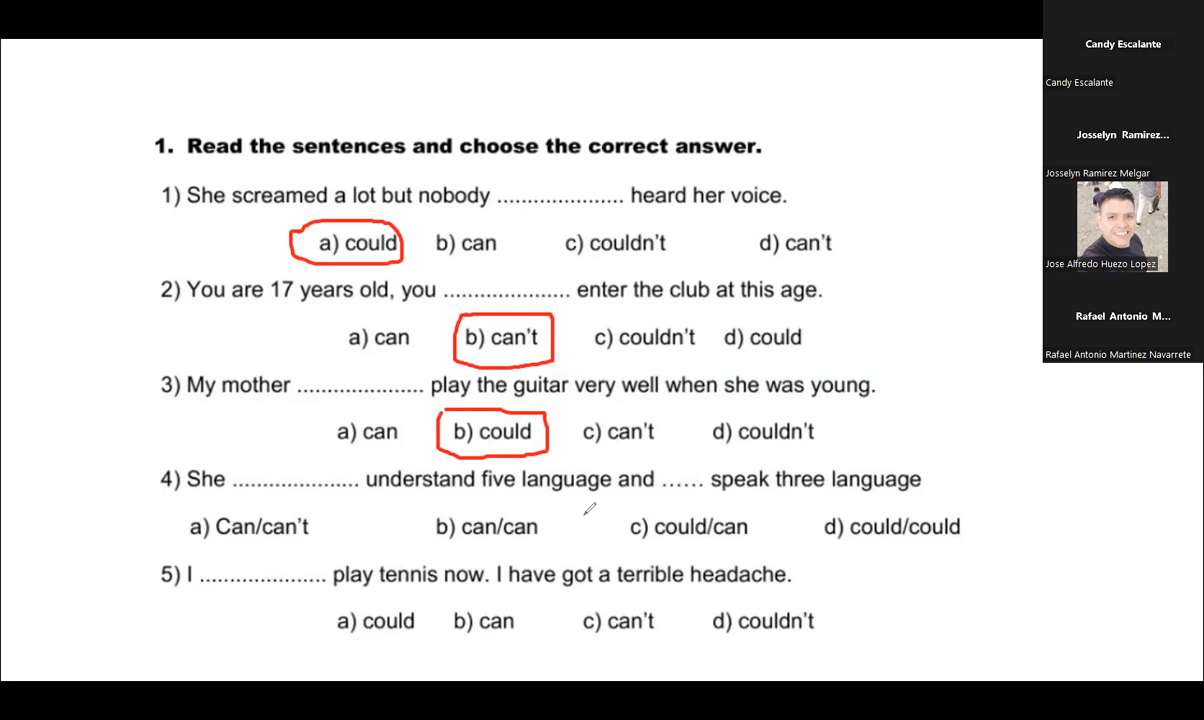 1. Read the sentences and choose the correct answer.
1) She screamed a lot but nobody ..................... heard her voice.
a) could b) can c) couldn't d) can't
2) You are 17 years old, you ..................... enter the club at this age.
a) can b) can't c) couldn't d) could
3) My mother ..................... play the guitar very well when she was young.
a) can b) could c) can't d) couldn't
4) She ..................... understand five language and ...... speak three language
a) Can/can't b) can/can c) could/can d) could/could
5) I ..................... play tennis now. I have got a terrible headache.
a) could b) can c) can't d) couldn't
Candy Escalante
Candy Escalante
Josselyn Ramirez...
Josselyn Ramirez Melgar
Jose Alfredo Huezo Lopez
Rafael Antonio M...
Rafael Antonio Martinez Navarrete